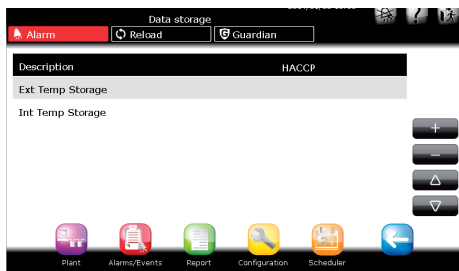 Data storage
Alarm Reload Guardian
Description HACCP
Ext Temp Storage
Int Temp Storage
Plant Alarms/Events Report Configuration Scheduler